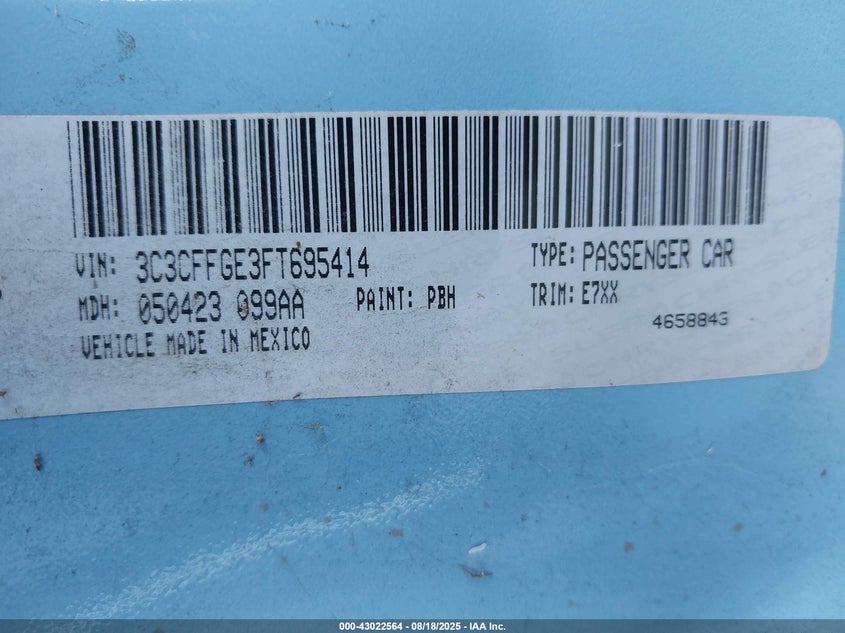 VIN: 3C3CFFGE3FT695414 TYPE: PASSENGER CAR
MDH: 050423 099AA PAINT: PBH TRIM: E7XX
4658843
VEHICLE MADE IN MEXICO
000-43022564 - 08/18/2025 - IAA Inc.